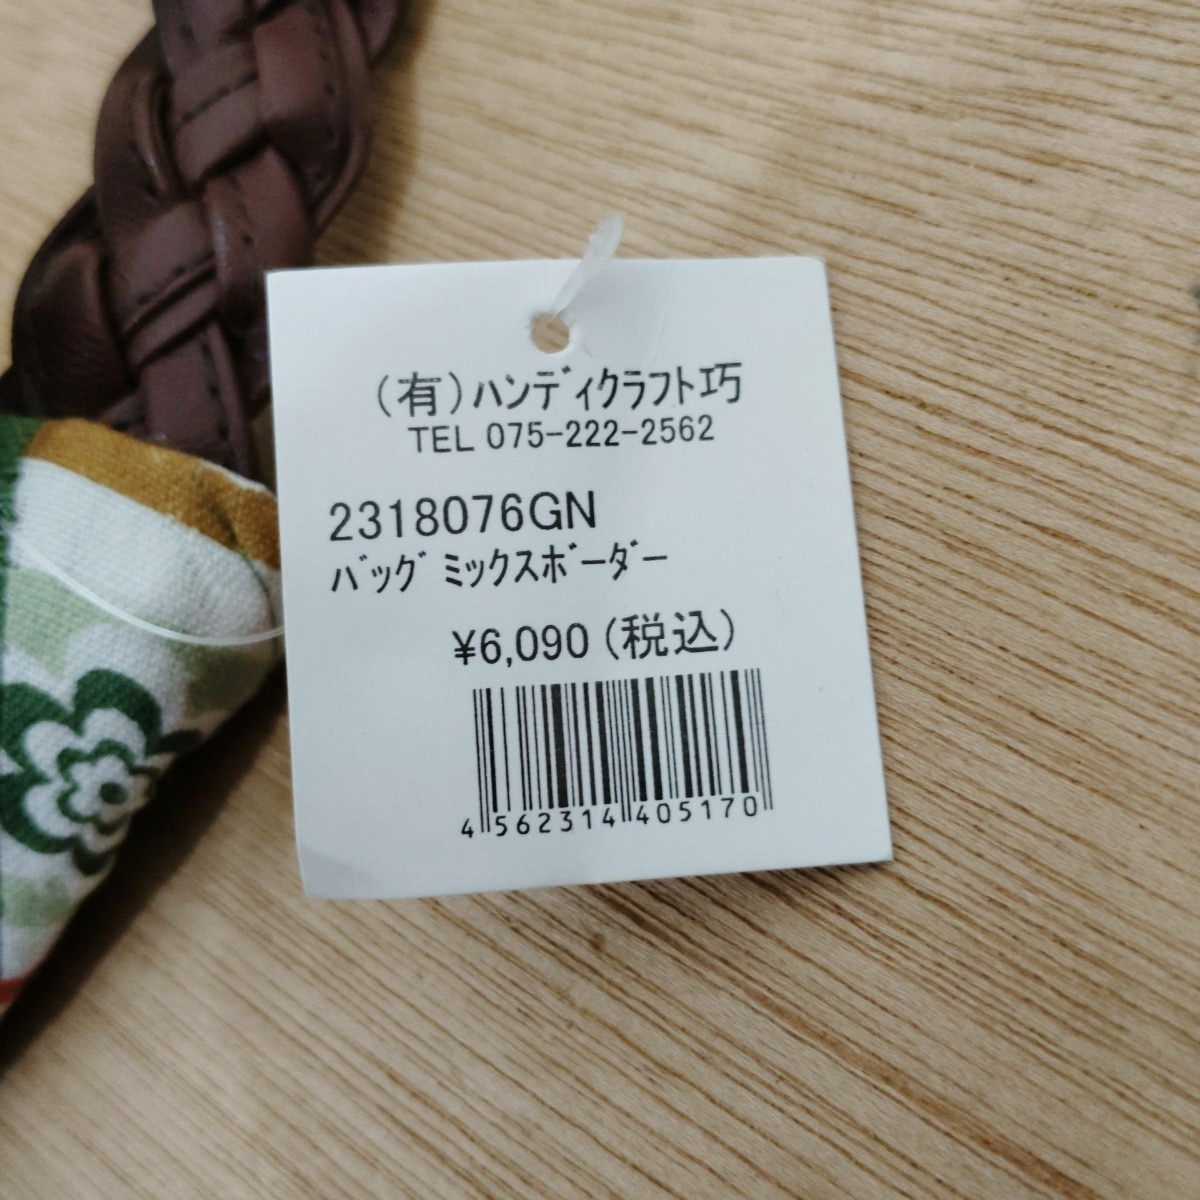 (有)ﾊﾝﾃﾞｨｸﾗﾌﾄ巧
TEL 075-222-2562
2318076GN
ﾊﾞｯｸﾞ ﾐｯｸｽﾎﾞｰﾀﾞｰ
¥6,090(税込)
4 562314 405170